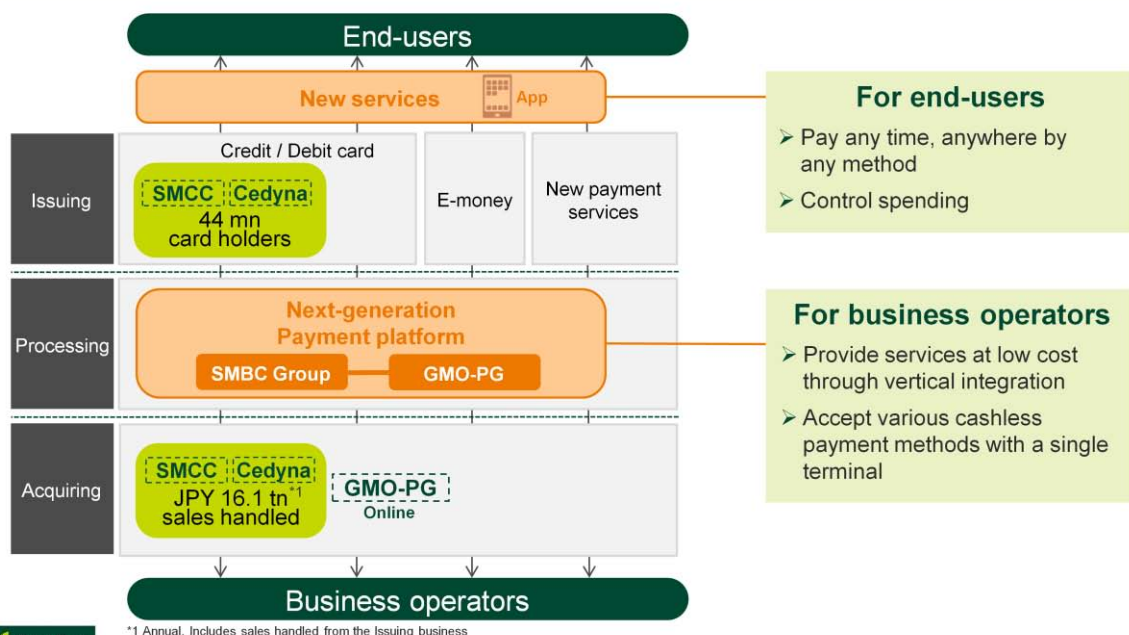 End-users
New services
App
For end-users
➢ Pay any time, anywhere by
any method
➢ Control spending
Issuing
Credit / Debit card
SMCC
Cedyna
44 mn
card holders
E-money
New payment
services
Processing
Next-generation
Payment platform
SMBC Group
GMO-PG
For business operators
➢ Provide services at low cost
through vertical integration
➢ Accept various cashless
payment methods with a single
terminal
Acquiring
SMCC
Cedyna
JPY 16.1 tn*1
sales handled
GMO-PG
Online
Business operators
*1 Annual. Includes sales handled from the Issuing business